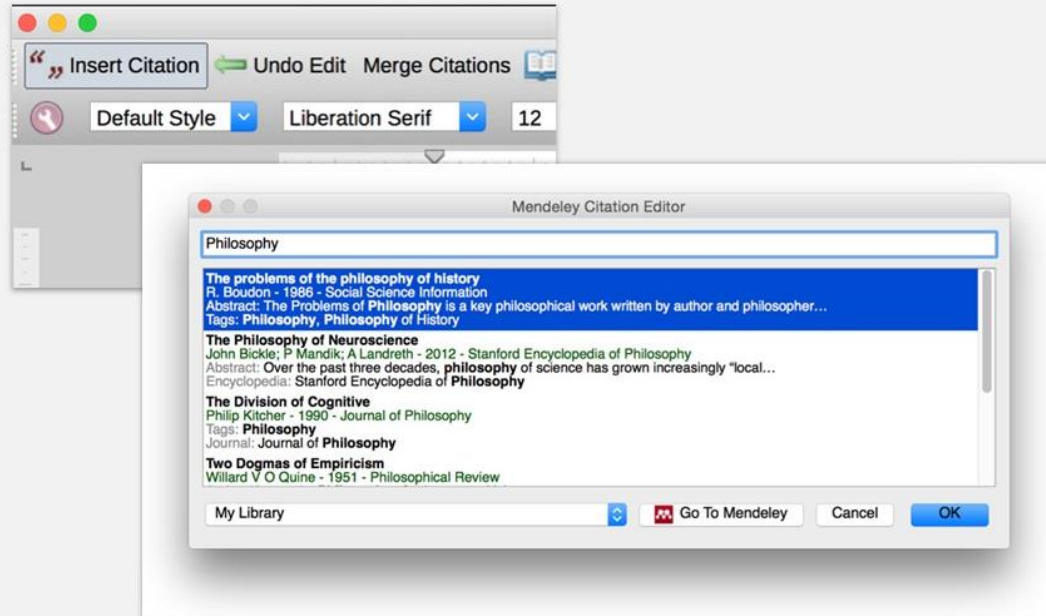 “ „ Insert Citation Undo Edit Merge Citations
Default Style Liberation Serif 12
Mendeley Citation Editor
Philosophy
The problems of the philosophy of history
R. Boudon - 1986 - Social Science Information
Abstract: The Problems of Philosophy is a key philosophical work written by author and philosopher…
Tags: Philosophy, Philosophy of History
The Philosophy of Neuroscience
John Bickle; P Mandik; A Landreth - 2012 - Stanford Encyclopedia of Philosophy
Abstract: Over the past three decades, philosophy of science has grown increasingly “local…
Encyclopedia: Stanford Encyclopedia of Philosophy
The Division of Cognitive
Philip Kitcher - 1990 - Journal of Philosophy
Tags: Philosophy
Journal: Journal of Philosophy
Two Dogmas of Empiricism
Willard V O Quine - 1951 - Philosophical Review
My Library Go To Mendeley Cancel OK